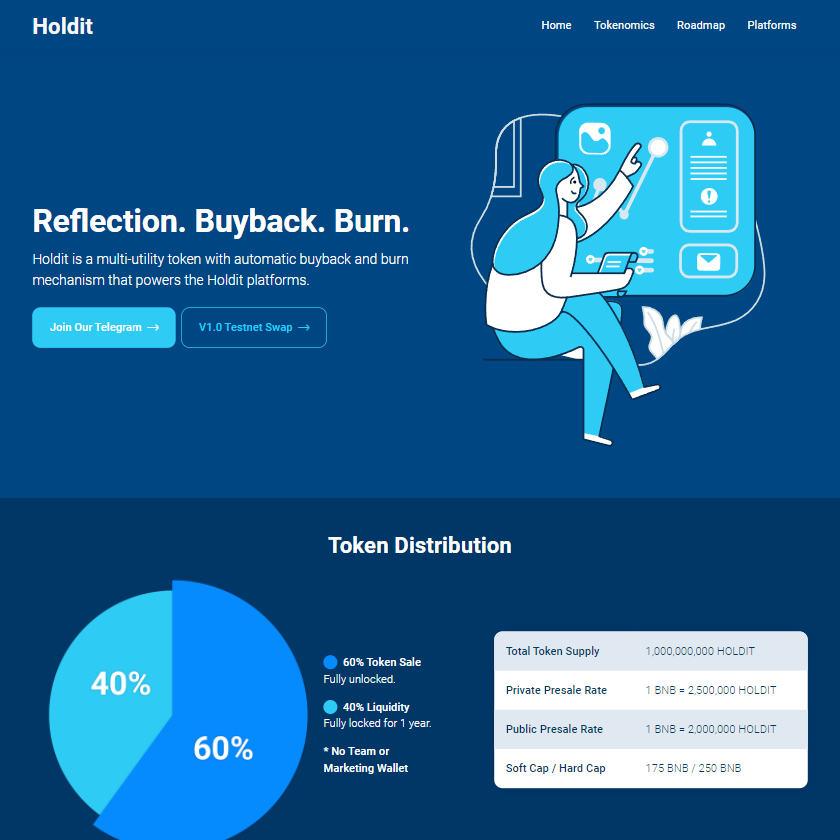 Holdit
Home Tokenomics Roadmap Platforms
Reflection. Buyback. Burn.
Holdit is a multi-utility token with automatic buyback and burn
mechanism that powers the Holdit platforms.
Join Our Telegram → V1.0 Testnet Swap →
Token Distribution
40%
60%
60% Token Sale
Fully unlocked.
40% Liquidity
Fully locked for 1 year.
* No Team or
Marketing Wallet
Total Token Supply 1,000,000,000 HOLDIT
Private Presale Rate 1 BNB = 2,500,000 HOLDIT
Public Presale Rate 1 BNB = 2,000,000 HOLDIT
Soft Cap / Hard Cap 175 BNB / 250 BNB